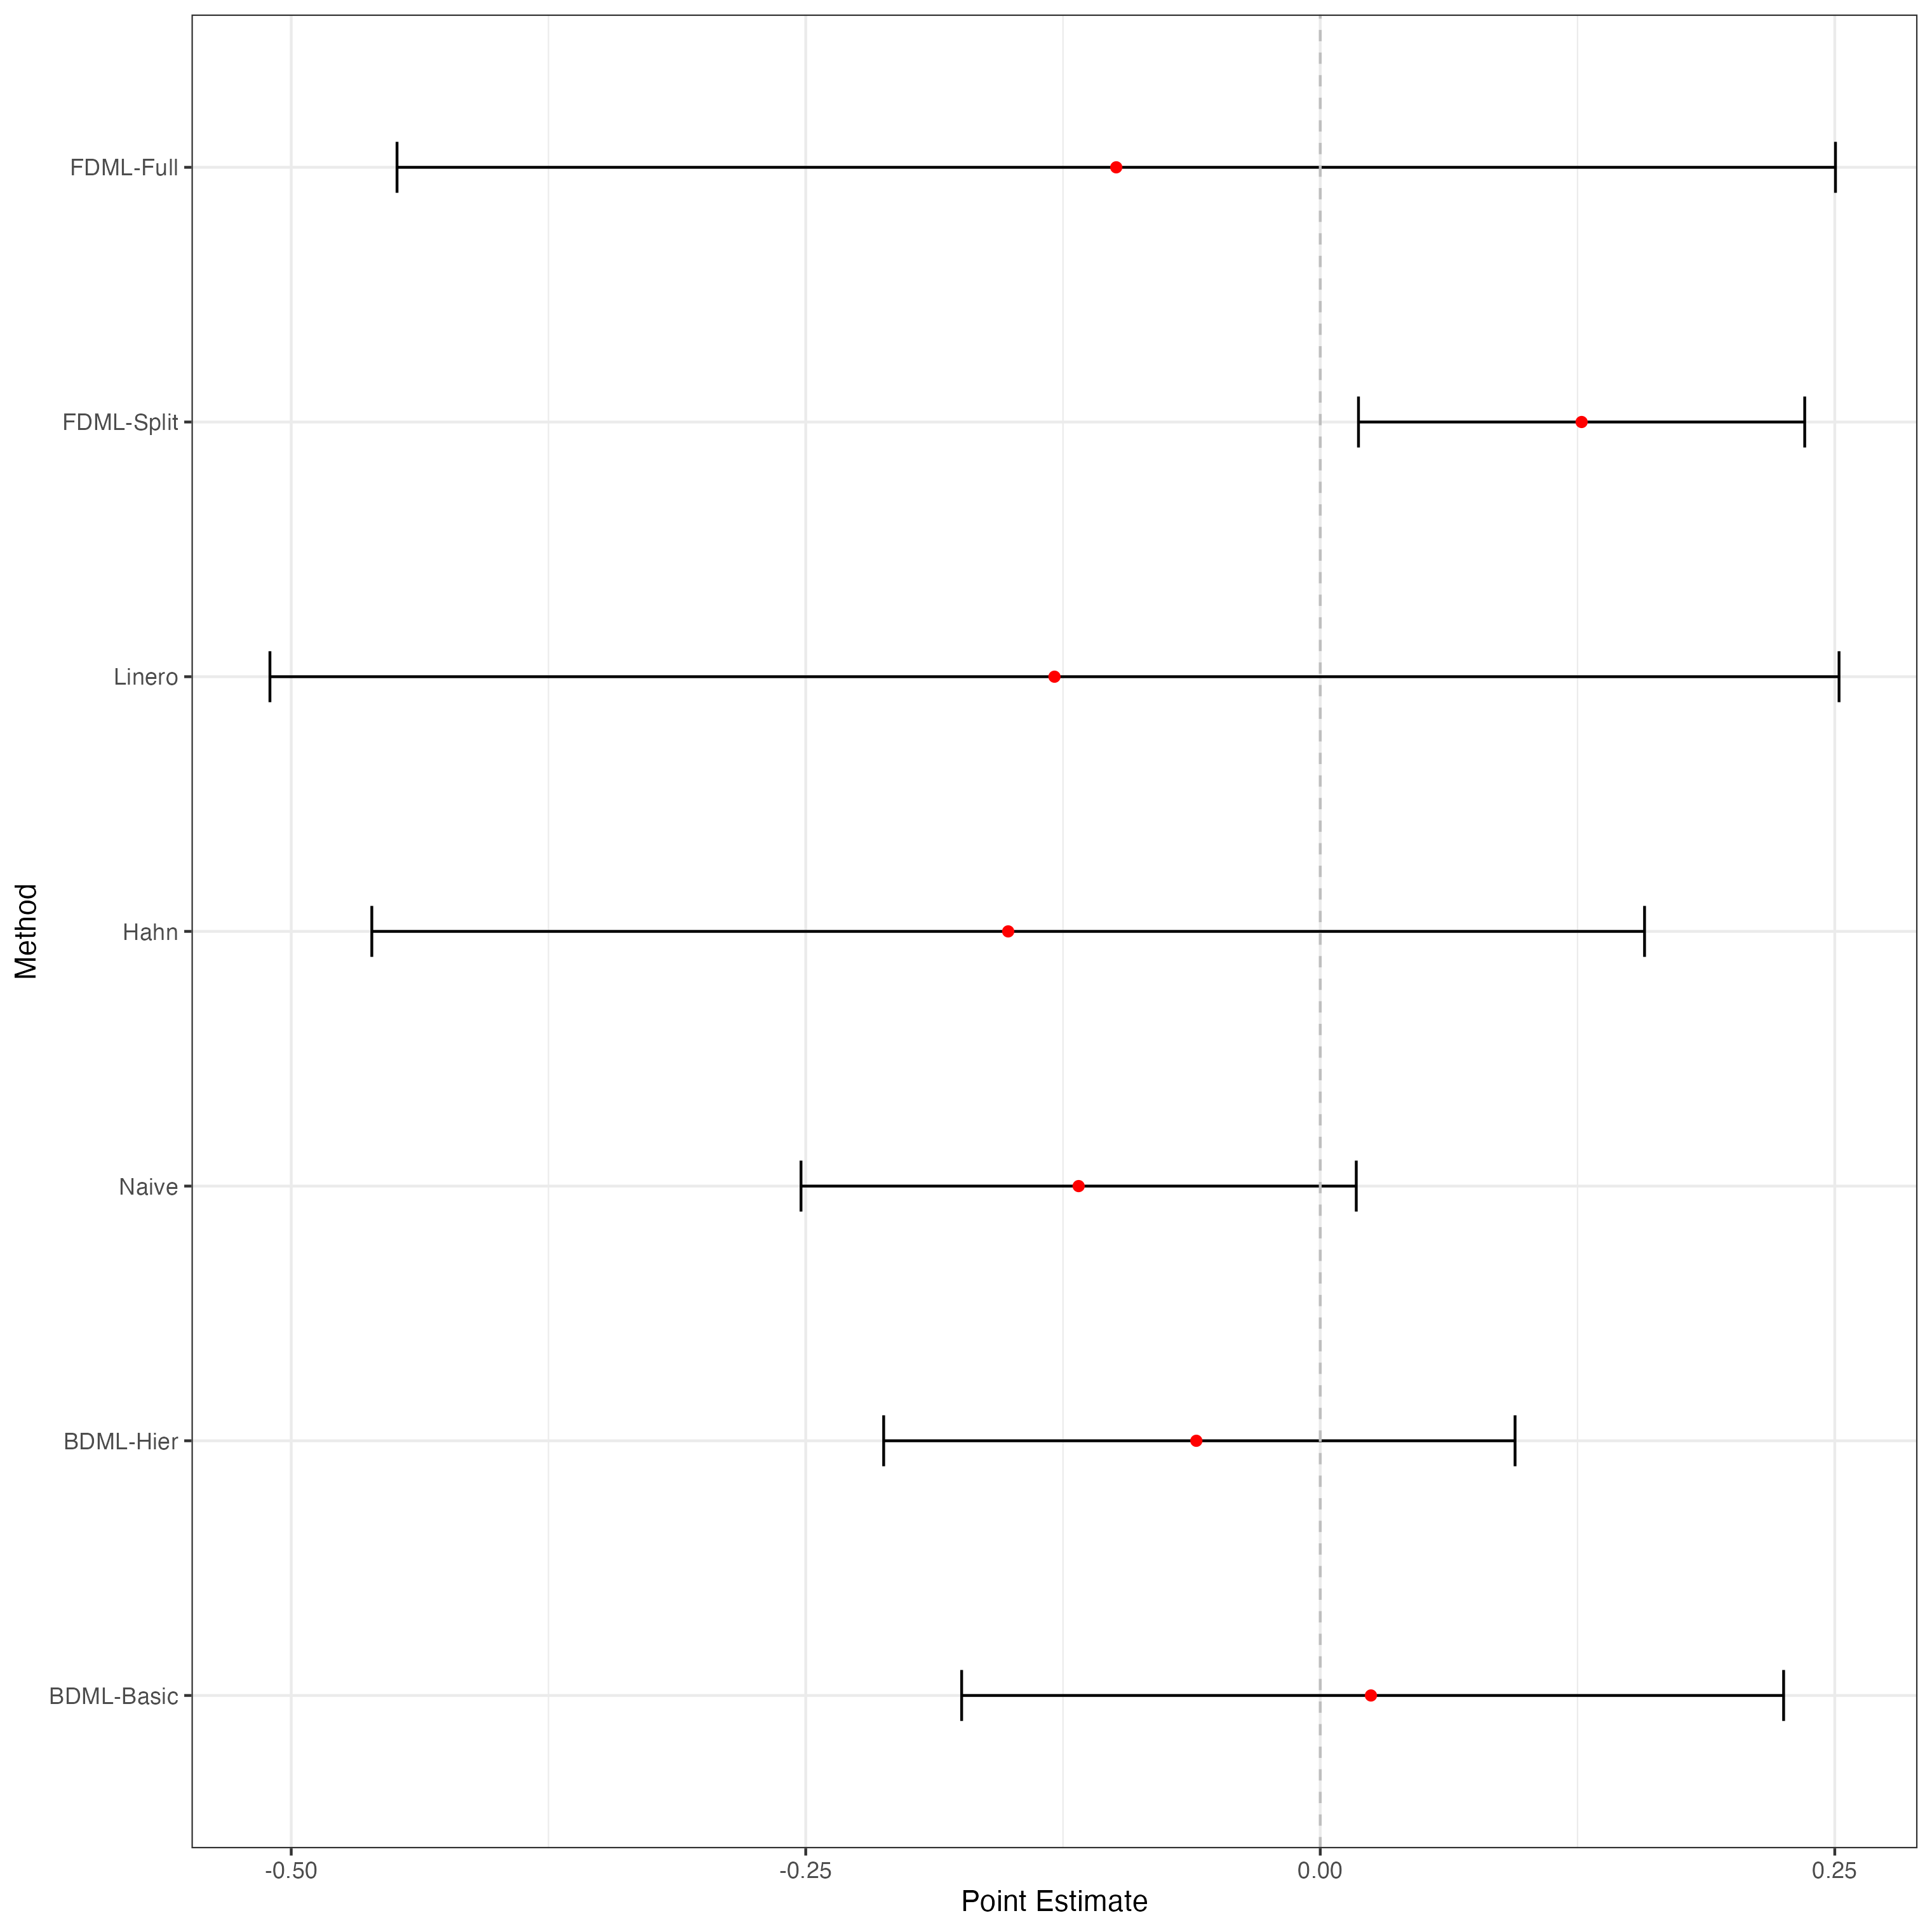 FDML-Full
FDML-Split
Linero
Hahn
Naive
BDML-Hier
BDML-Basic
Method
-0.50 -0.25 0.00 0.25
Point Estimate